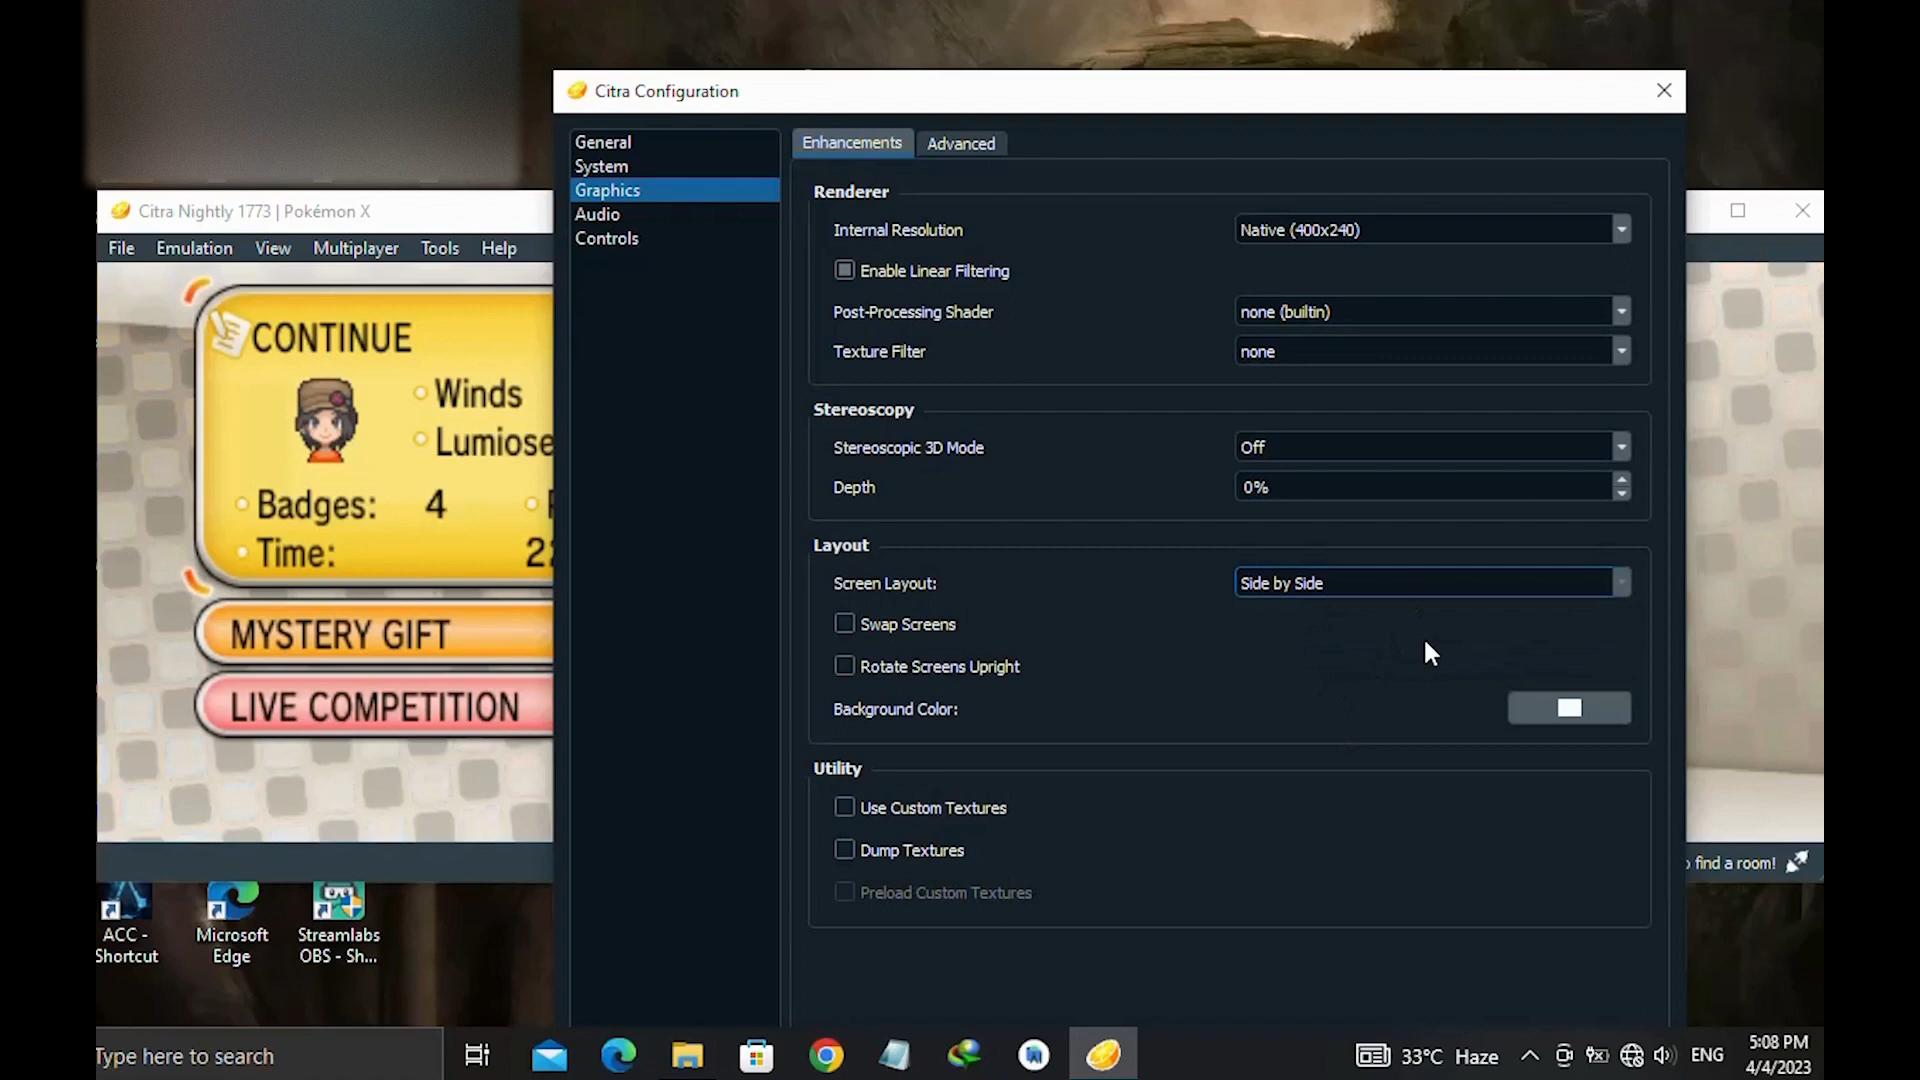 Citra Configuration
General
System
Graphics
Audio
Controls
Enhancements
Advanced
Renderer
Internal Resolution
Native (400x240)
Enable Linear Filtering
Post-Processing Shader
none (builtin)
Texture Filter
none
Stereoscopy
Stereoscopic 3D Mode
Off
Depth
0%
Layout
Screen Layout:
Side by Side
Swap Screens
Rotate Screens Upright
Background Color:
Utility
Use Custom Textures
Dump Textures
Preload Custom Textures
Citra Nightly 1773 | Pokémon X
File Emulation View Multiplayer Tools Help
CONTINUE
Winds
Lumiose
Badges: 4
Time: 22
MYSTERY GIFT
LIVE COMPETITION
find a room!
ACC -
Shortcut
Microsoft
Edge
Streamlabs
OBS - Sh...
Type here to search
33°C Haze
ENG
5:08 PM
4/4/2023